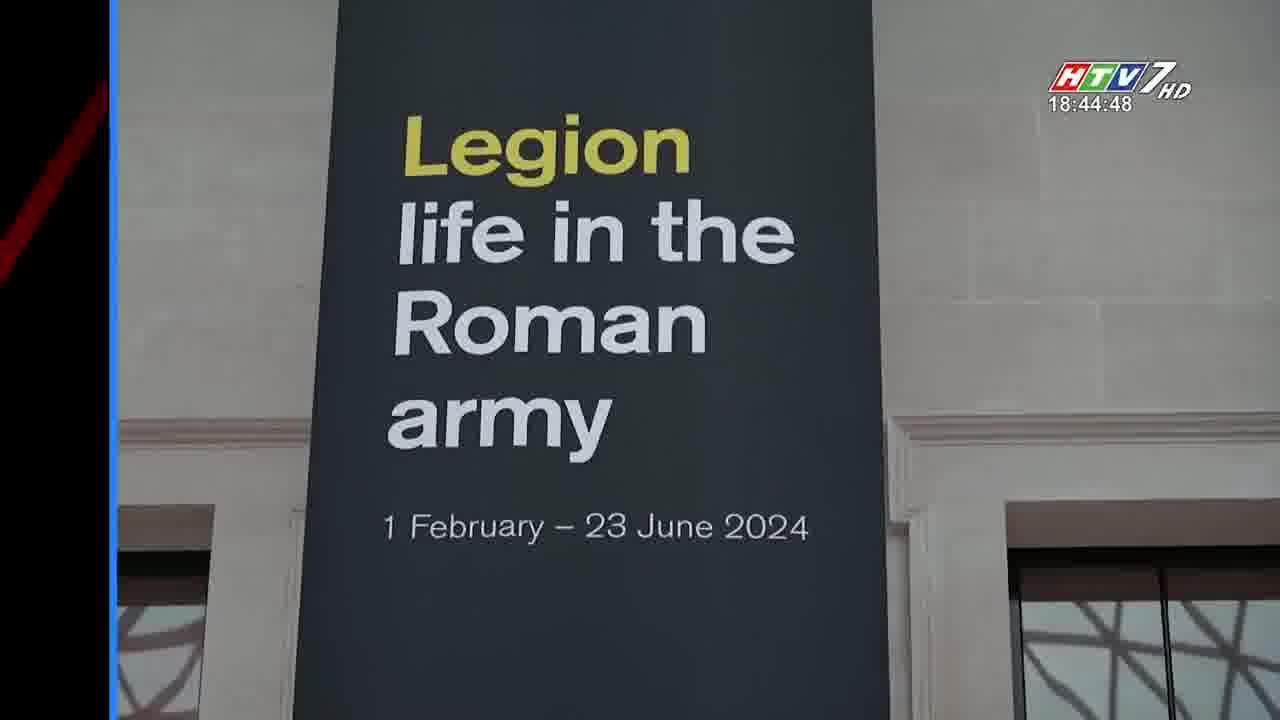 HTV7 HD
18:44:48
Legion
life in the
Roman
army
1 February – 23 June 2024